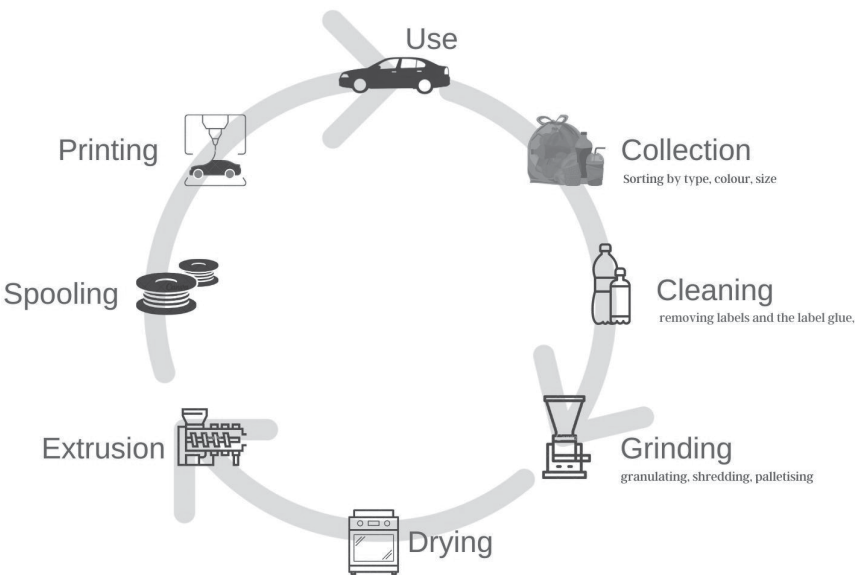 Use
Collection
Sorting by type, colour, size
Cleaning
removing labels and the label glue,
Grinding
granulating, shredding, palletising
Drying
Extrusion
Spooling
Printing